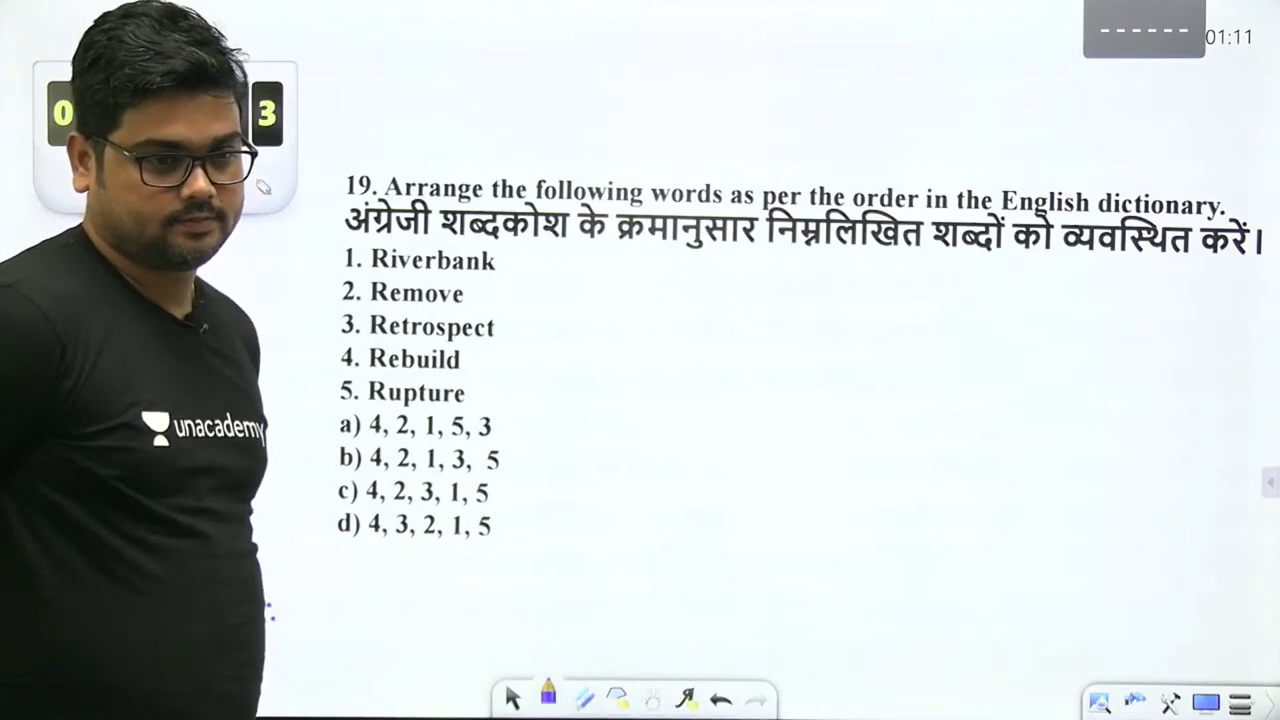 01:11
0 3
19. Arrange the following words as per the order in the English dictionary.
अंग्रेजी शब्दकोश के क्रमानुसार निम्नलिखित शब्दों को व्यवस्थित करें।
1. Riverbank
2. Remove
3. Retrospect
4. Rebuild
5. Rupture
a) 4, 2, 1, 5, 3
b) 4, 2, 1, 3, 5
c) 4, 2, 3, 1, 5
d) 4, 3, 2, 1, 5
unacademy